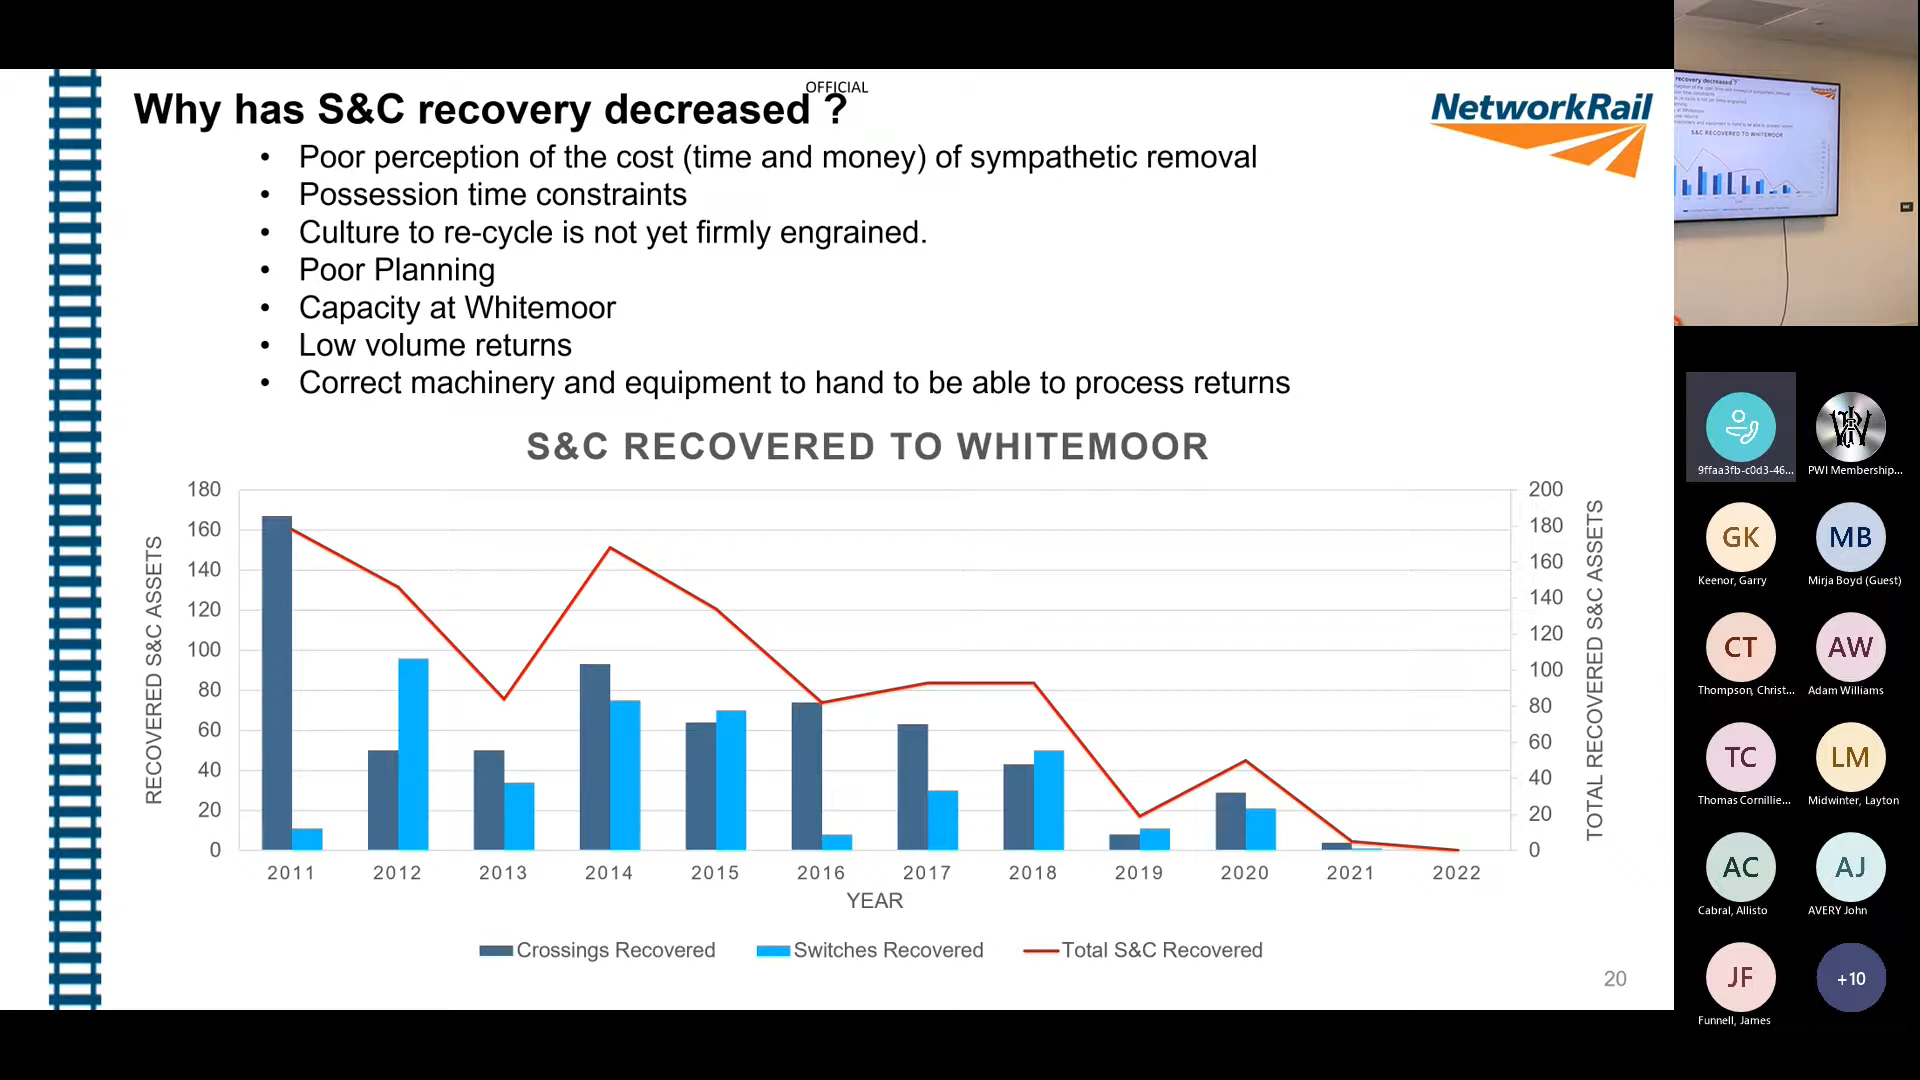 OFFICIAL
Why has S&C recovery decreased ?
NetworkRail
• Poor perception of the cost (time and money) of sympathetic removal
• Possession time constraints
• Culture to re-cycle is not yet firmly engrained.
• Poor Planning
• Capacity at Whitemoor
• Low volume returns
• Correct machinery and equipment to hand to be able to process returns
S&C RECOVERED TO WHITEMOOR
RECOVERED S&C ASSETS
180
160
140
120
100
80
60
40
20
0
200
180
160
140
120
100
80
60
40
20
0
TOTAL RECOVERED S&C ASSETS
2011 2012 2013 2014 2015 2016 2017 2018 2019 2020 2021 2022
YEAR
Crossings Recovered Switches Recovered Total S&C Recovered
20
recovery decreased ?
S&C RECOVERED TO WHITEMOOR
9ffaa3fb-c0d3-46... PWI Membership...
GK MB
Keenor, Garry Mirja Boyd (Guest)
CT AW
Thompson, Christ... Adam Williams
TC LM
Thomas Cornillie... Midwinter, Layton
AC AJ
Cabral, Allisto AVERY John
JF +10
Funnell, James